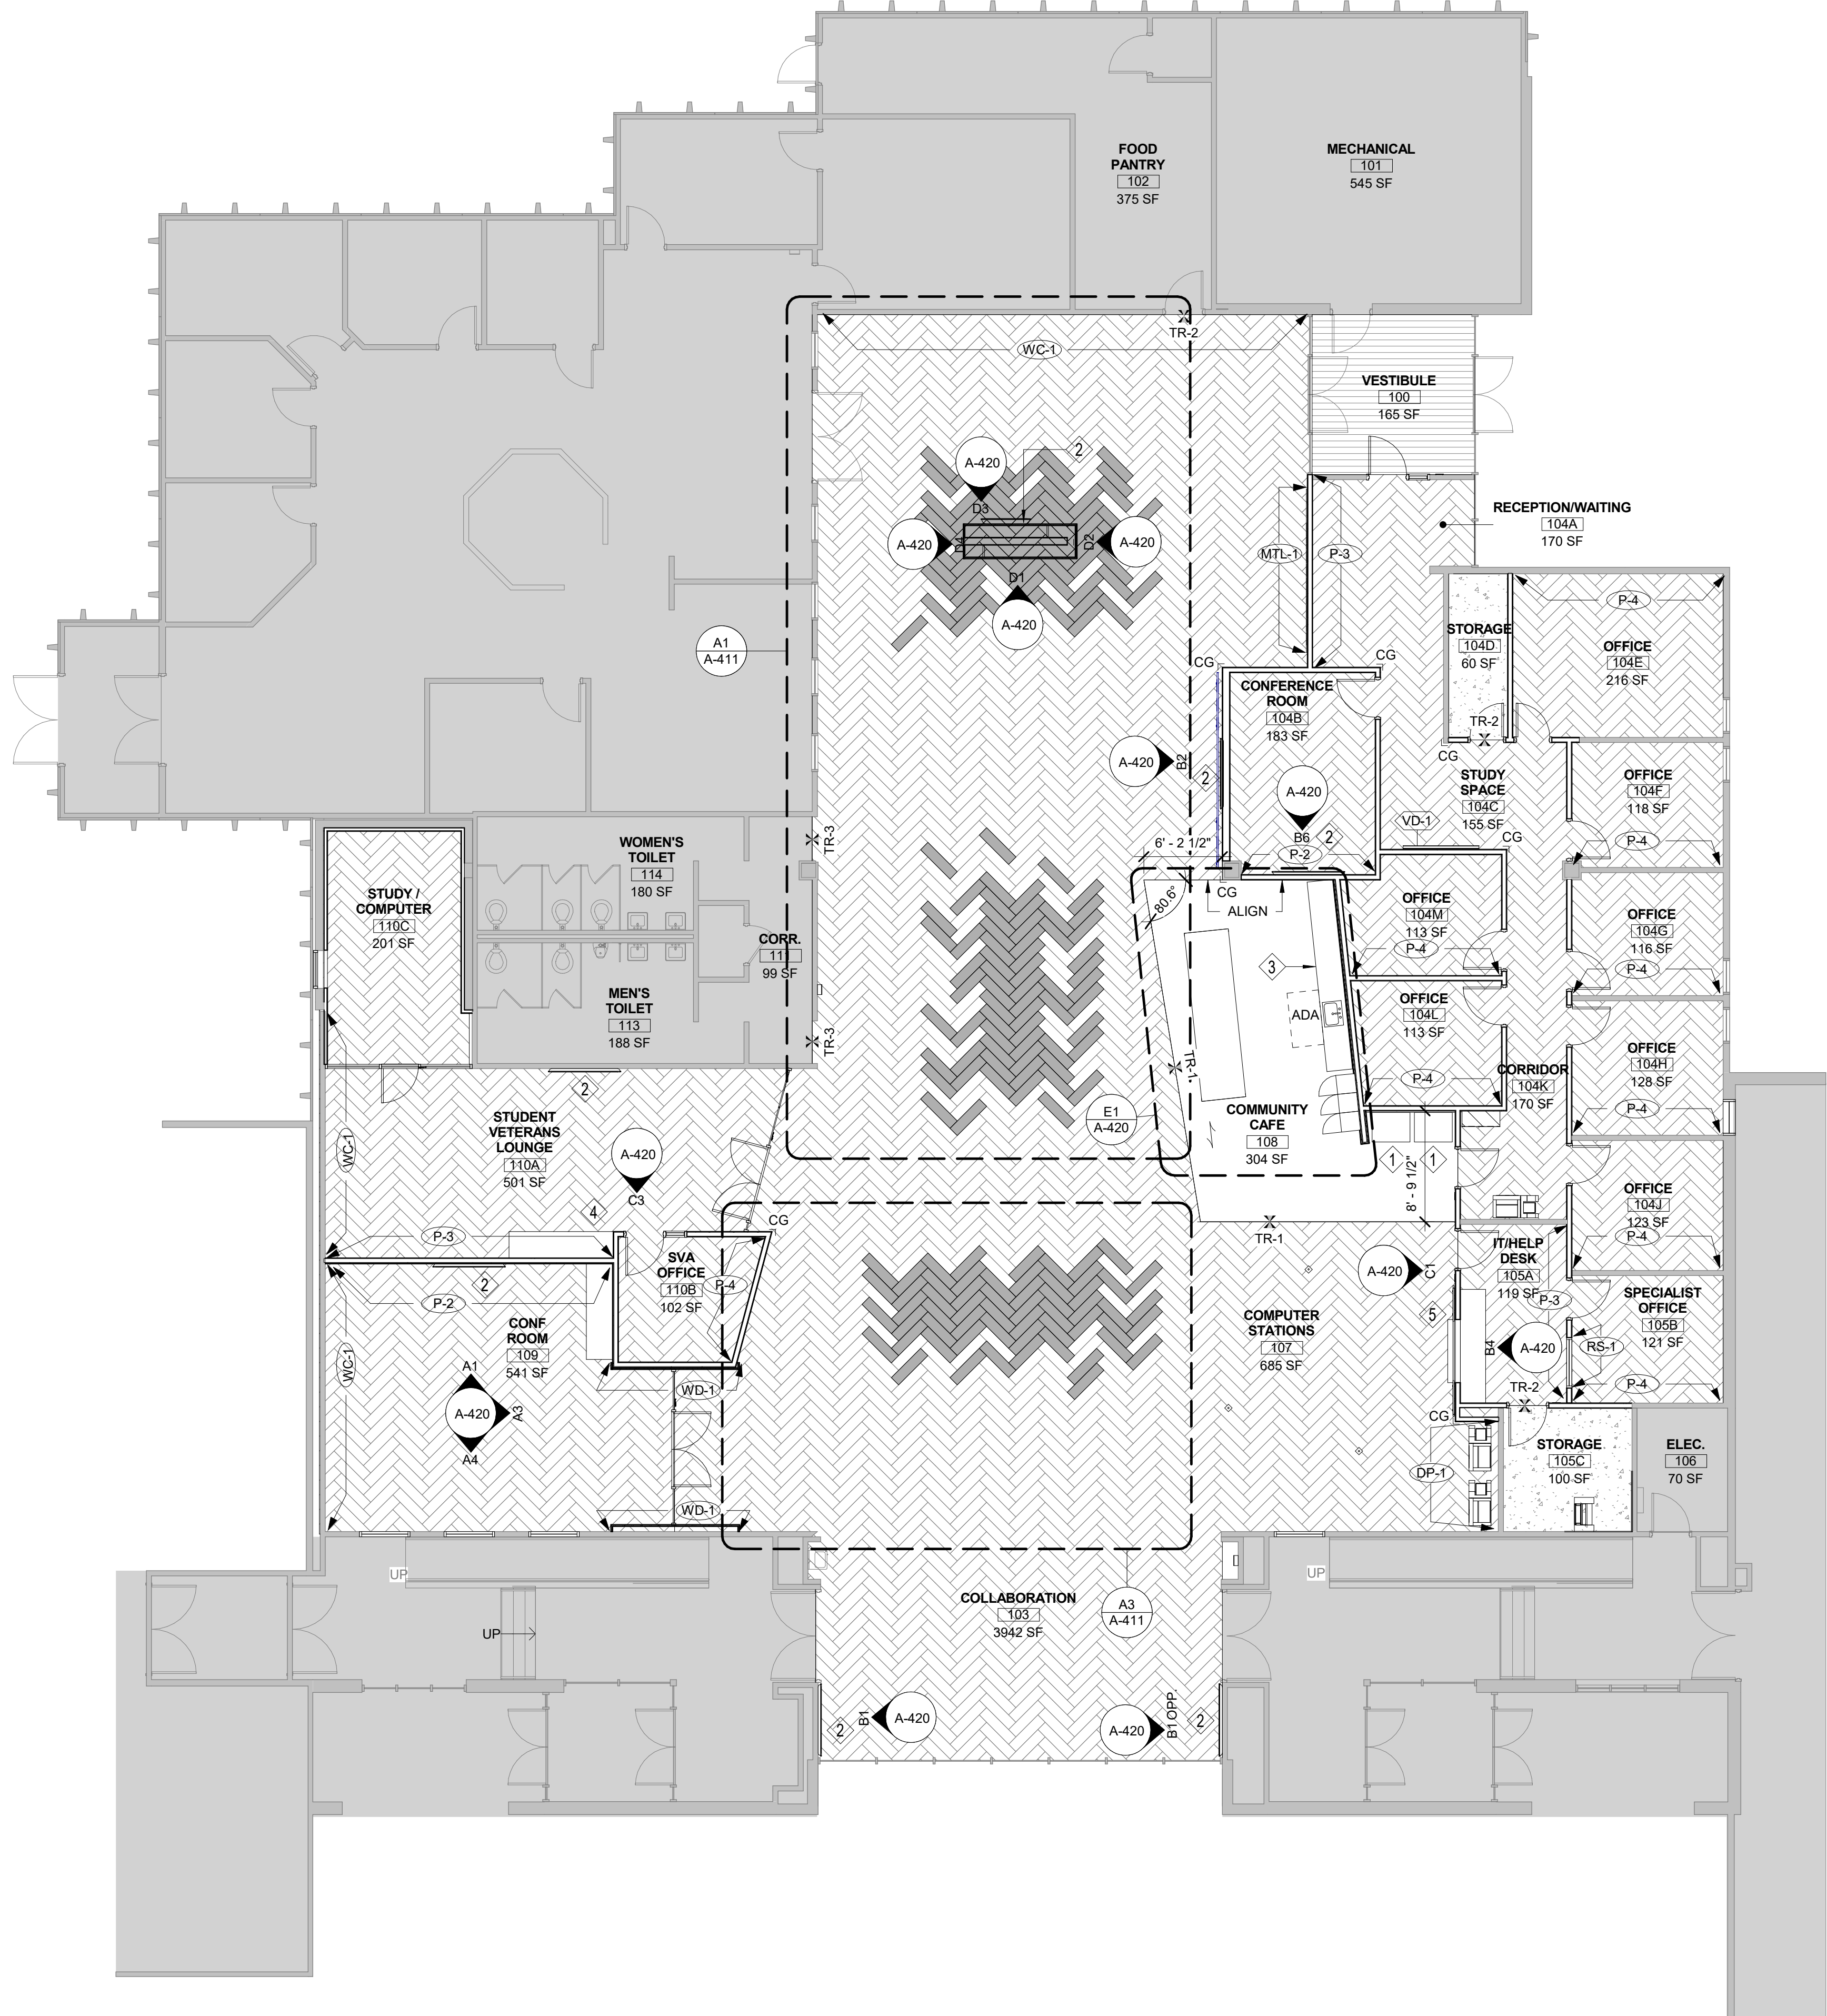 FOOD
PANTRY
102
375 SF
MECHANICAL
101
545 SF
TR-2
WC-1
VESTIBULE
100
165 SF
A-420
D3
2
A-420
D4
D2
A-420
D1
A-420
MTL-1
P-3
RECEPTION/WAITING
104A
170 SF
A1
A-411
STORAGE
104D
60 SF
P-4
OFFICE
104E
216 SF
CG
CG
CONFERENCE
ROOM
104B
183 SF
TR-2
CG
A-420
B2
2
A-420
B6
2
P-2
STUDY
SPACE
104C
155 SF
OFFICE
104F
118 SF
P-4
VD-1
CG
TR-3
6' - 2 1/2"
80.6°
CG
ALIGN
WOMEN'S
TOILET
114
180 SF
STUDY /
COMPUTER
110C
201 SF
CORR.
111
99 SF
MEN'S
TOILET
113
188 SF
TR-3
OFFICE
104M
113 SF
P-4
OFFICE
104G
116 SF
P-4
3
ADA
OFFICE
104L
113 SF
P-4
OFFICE
104H
128 SF
P-4
TR-1
CORRIDOR
104K
170 SF
E1
A-420
COMMUNITY
CAFE
108
304 SF
1
1
8' - 9 1/2"
2
STUDENT
VETERANS
LOUNGE
110A
501 SF
WC-1
A-420
C3
4
CG
TR-1
OFFICE
104J
123 SF
P-4
P-3
2
P-2
SVA
OFFICE
110B
102 SF
P-4
A-420
C1
IT/HELP
DESK
105A
119 SF
P-3
5
SPECIALIST
OFFICE
105B
121 SF
CONF
ROOM
109
541 SF
WC-1
COMPUTER
STATIONS
107
685 SF
B4
A-420
RS-1
P-4
TR-2
A1
A-420
A3
A4
WD-1
CG
STORAGE
105C
100 SF
ELEC.
106
70 SF
DP-1
WD-1
UP
UP
COLLABORATION
103
3942 SF
A3
A-411
UP
2
B1
A-420
A-420
B1 OPP.
2